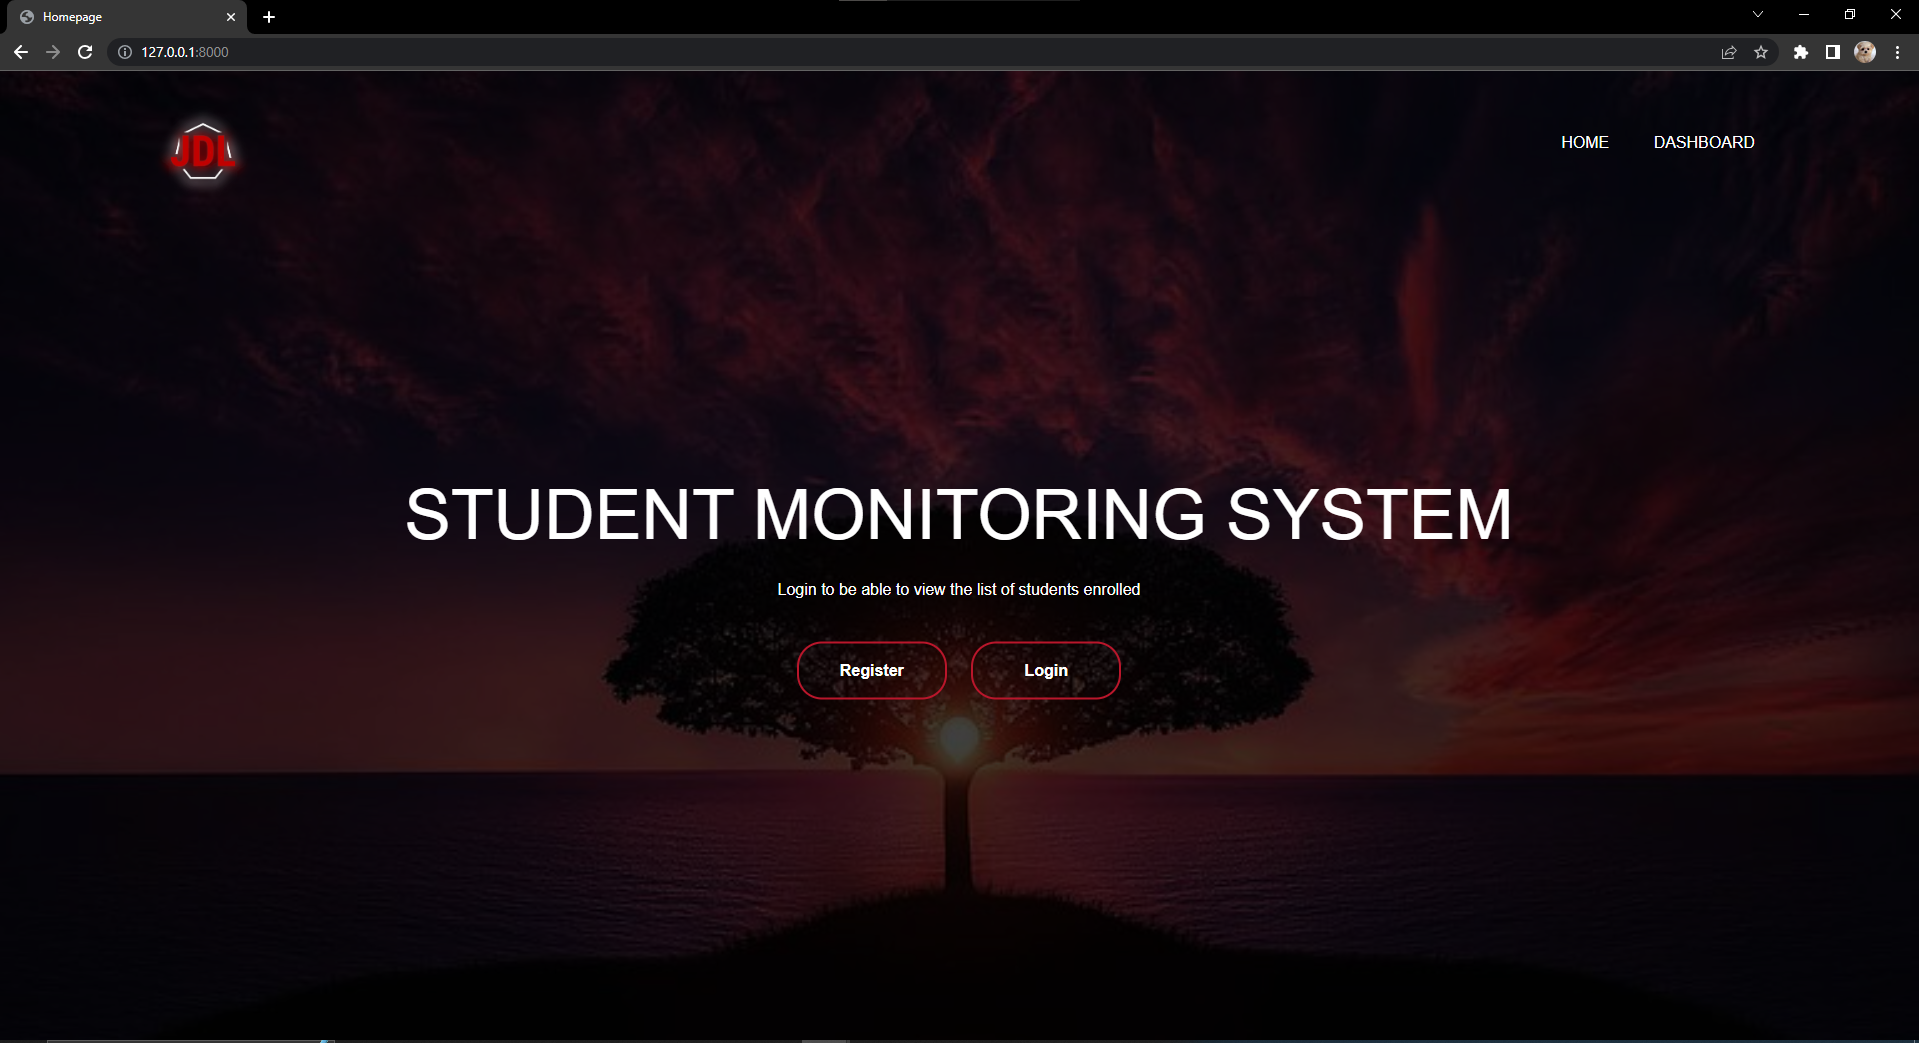 Homepage
127.0.0.1:8000
JDL
HOME DASHBOARD
STUDENT MONITORING SYSTEM
Login to be able to view the list of students enrolled
Register Login